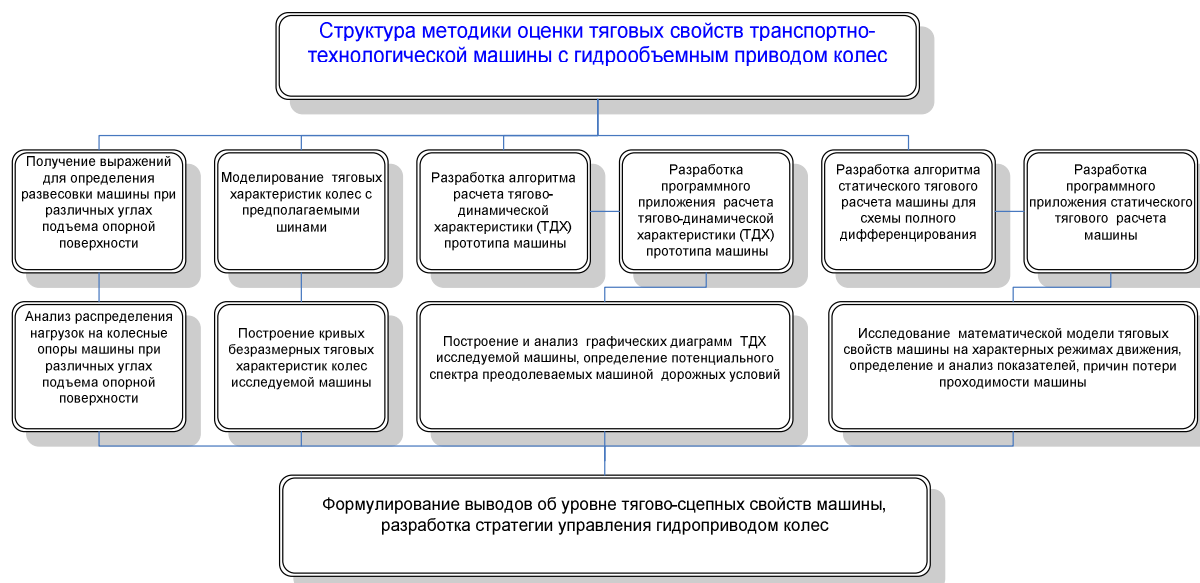 Структура методики оценки тяговых свойств транспортно-
технологической машины с гидрообъемным приводом колес
Получение выражений
для определения
развесовки машины при
различных углах
подъема опорной
поверхности
Моделирование тяговых
характеристик колес с
предполагаемыми
шинами
Разработка алгоритма
расчета тягово-
динамической
характеристики (ТДХ)
прототипа машины
Разработка
программного
приложения расчета
тягово-динамической
характеристики (ТДХ)
прототипа машины
Разработка алгоритма
статического тягового
расчета машины для
схемы полного
дифференцирования
Разработка
программного
приложения статического
тягового расчета
машины
Анализ распределения
нагрузок на колесные
опоры машины при
различных углах
подъема опорной
поверхности
Построение кривых
безразмерных тяговых
характеристик колес
исследуемой машины
Построение и анализ графических диаграмм ТДХ
исследуемой машины, определение потенциального
спектра преодолеваемых машиной дорожных условий
Исследование математической модели тяговых
свойств машины на характерных режимах движения,
определение и анализ показателей, причин потери
проходимости машины
Формулирование выводов об уровне тягово-сцепных свойств машины,
разработка стратегии управления гидроприводом колес